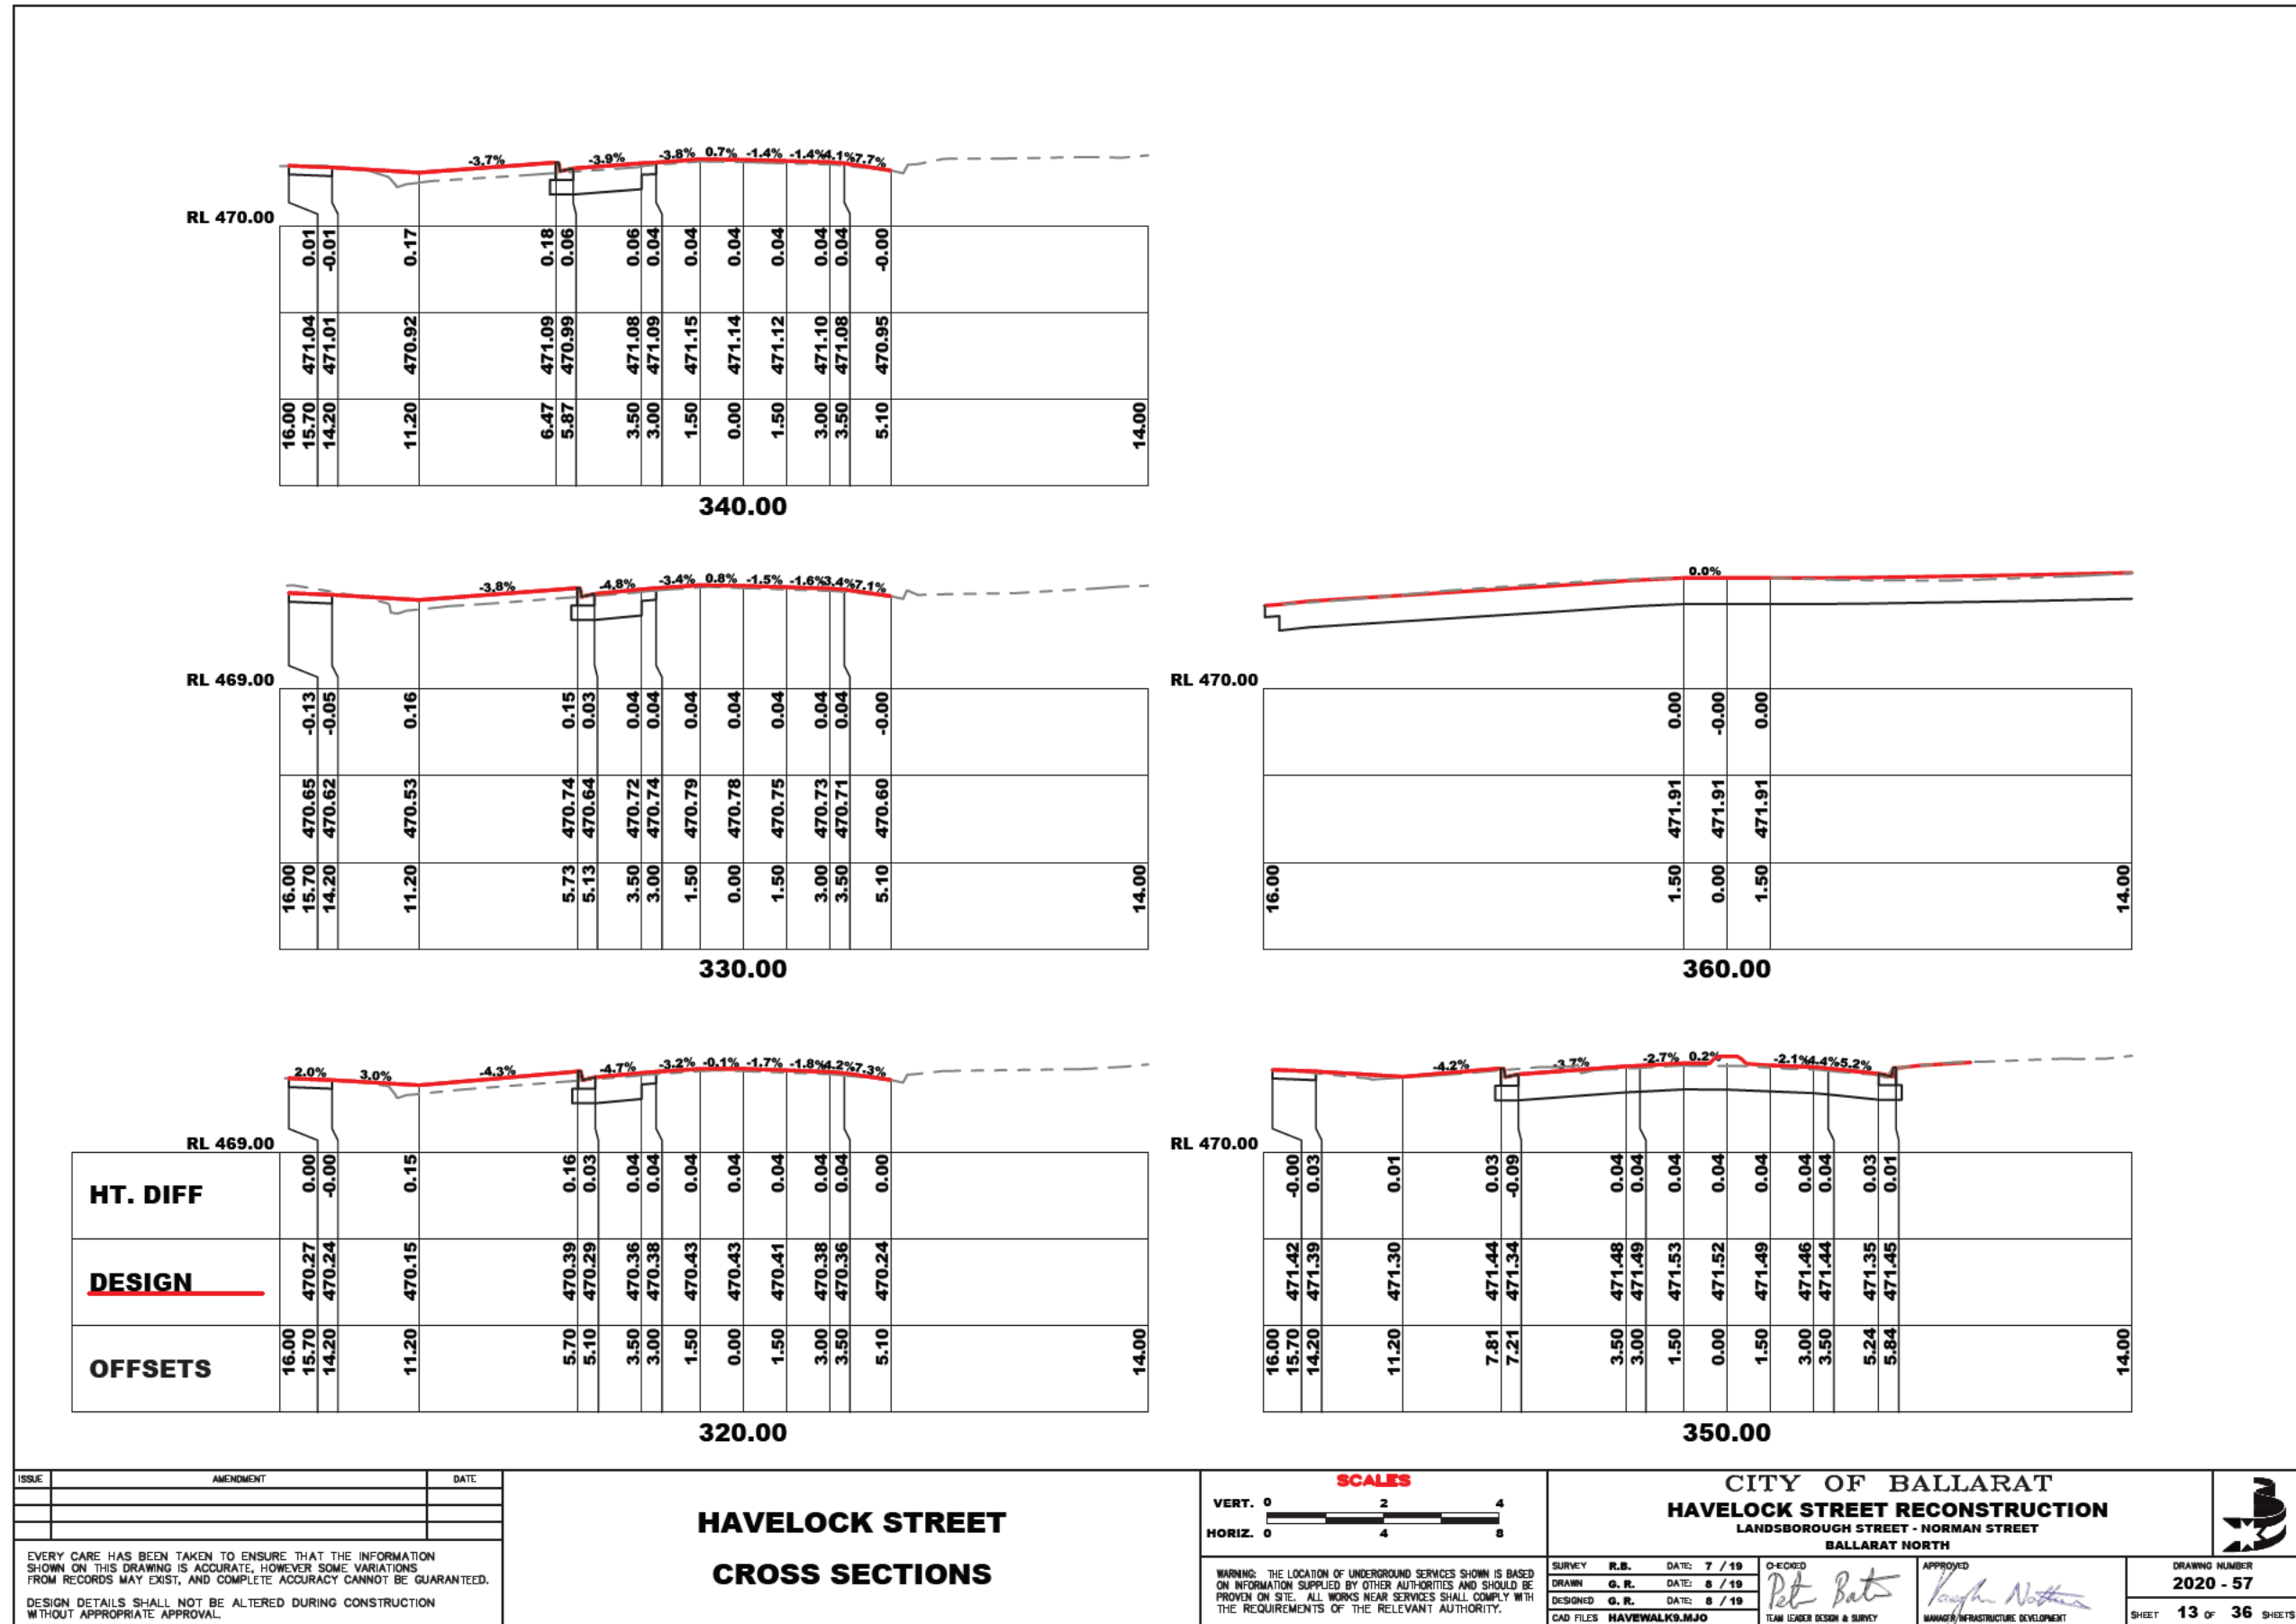 -3.7% -3.9% -3.8% 0.7% -1.4% -1.4% 4.1% 7.7%
RL 470.00
0.01 -0.01 0.17 0.18 0.06 0.06 0.04 0.04 0.04 0.04 0.04 0.04 -0.00
471.04 471.01 470.92 471.09 470.99 471.08 471.09 471.15 471.14 471.12 471.10 471.08 470.95
16.00 15.70 14.20 11.20 6.47 5.87 3.50 3.00 1.50 0.00 1.50 3.00 3.50 5.10 14.00
340.00
-3.8% -4.8% -3.4% 0.8% -1.5% -1.6% 3.4% 7.1%
RL 469.00
-0.13 -0.05 0.16 0.15 0.03 0.04 0.04 0.04 0.04 0.04 0.04 0.04 -0.00
470.65 470.62 470.53 470.74 470.64 470.72 470.74 470.79 470.78 470.75 470.73 470.71 470.60
16.00 15.70 14.20 11.20 5.73 5.13 3.50 3.00 1.50 0.00 1.50 3.00 3.50 5.10 14.00
330.00
0.0%
RL 470.00
0.00 -0.00 0.00
471.91 471.91 471.91
16.00 1.50 0.00 1.50 14.00
360.00
2.0% 3.0% -4.3% -4.7% -3.2% -0.1% -1.7% -1.8% 4.2% 7.3%
RL 469.00
HT. DIFF 0.00 -0.00 0.15 0.16 0.03 0.04 0.04 0.04 0.04 0.04 0.04 0.04 0.00
DESIGN 470.27 470.24 470.15 470.39 470.29 470.36 470.38 470.43 470.43 470.41 470.38 470.36 470.24
OFFSETS 16.00 15.70 14.20 11.20 5.70 5.10 3.50 3.00 1.50 0.00 1.50 3.00 3.50 5.10 14.00
320.00
-4.2% -3.7% -2.7% 0.2% -2.1% 4.4% 5.2%
RL 470.00
-0.00 0.03 0.01 0.03 -0.09 0.04 0.04 0.04 0.04 0.04 0.04 0.04 0.03 0.01
471.42 471.39 471.30 471.44 471.34 471.48 471.49 471.53 471.52 471.49 471.46 471.44 471.35 471.45
16.00 15.70 14.20 11.20 7.81 7.21 3.50 3.00 1.50 0.00 1.50 3.00 3.50 5.24 5.84 14.00
350.00
ISSUE AMENDMENT DATE
EVERY CARE HAS BEEN TAKEN TO ENSURE THAT THE INFORMATION
SHOWN ON THIS DRAWING IS ACCURATE, HOWEVER SOME VARIATIONS
FROM RECORDS MAY EXIST, AND COMPLETE ACCURACY CANNOT BE GUARANTEED.
DESIGN DETAILS SHALL NOT BE ALTERED DURING CONSTRUCTION
WITHOUT APPROPRIATE APPROVAL.
HAVELOCK STREET
CROSS SECTIONS
SCALES
VERT. 0 2 4
HORIZ. 0 4 8
WARNING: THE LOCATION OF UNDERGROUND SERVICES SHOWN IS BASED
ON INFORMATION SUPPLIED BY OTHER AUTHORITIES AND SHOULD BE
PROVEN ON SITE. ALL WORKS NEAR SERVICES SHALL COMPLY WITH
THE REQUIREMENTS OF THE RELEVANT AUTHORITY.
CITY OF BALLARAT
HAVELOCK STREET RECONSTRUCTION
LANDSBOROUGH STREET - NORMAN STREET
BALLARAT NORTH
SURVEY R.B. DATE: 7 / 19
DRAWN G. R. DATE: 8 / 19
DESIGNED G. R. DATE: 8 / 19
CAD FILES HAVEWALK9.MJO
CHECKED
TEAM LEADER DESIGN & SURVEY
APPROVED
MANAGER INFRASTRUCTURE DEVELOPMENT
DRAWING NUMBER
2020 - 57
SHEET 13 OF 36 SHEETS